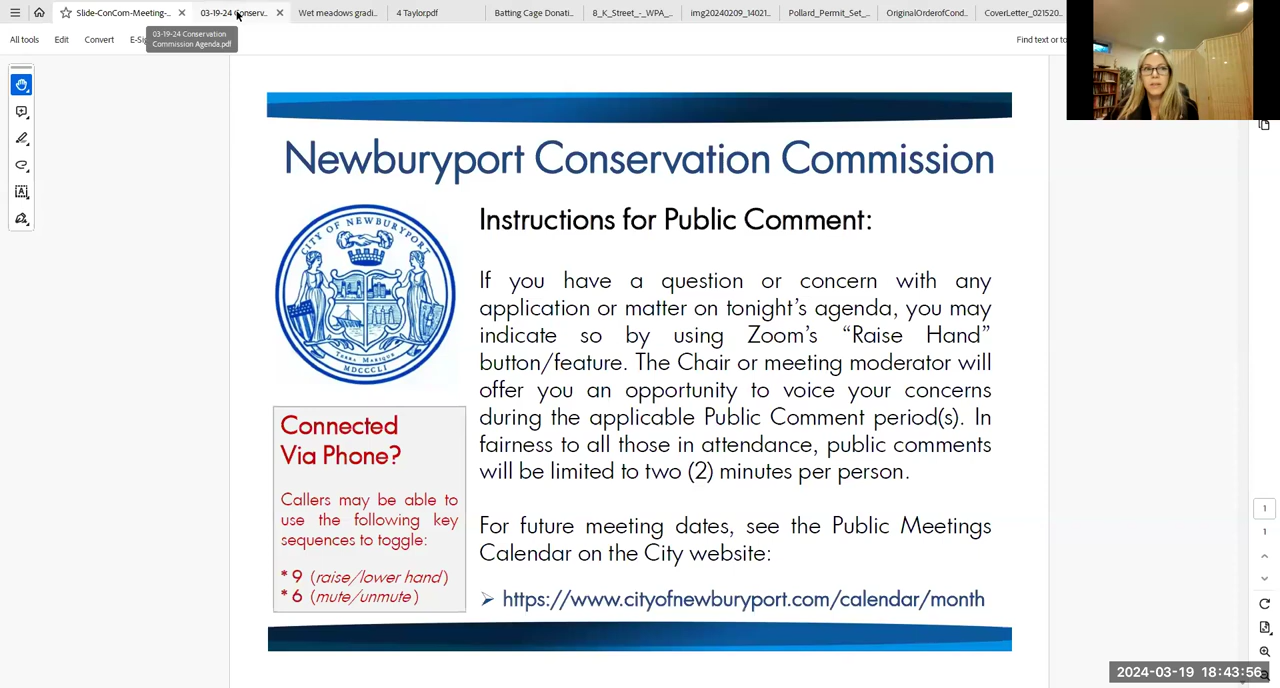 Slide-ConCom-Meeting-...
03-19-24 Conserv...
Wet meadows gradi...
4 Taylor.pdf
Batting Cage Donati...
8_K_Street_-_WPA_...
img20240209_14021...
Pollard_Permit_Set_...
OriginalOrderofCond...
CoverLetter_021520...
All tools
Edit
Convert
E-Si
Find text or to
03-19-24 Conservation
Commission Agenda.pdf
Newburyport Conservation Commission
CITY OF NEWBURYPORT
TERRA MARIQUE
MDCCCLI
Instructions for Public Comment:
If you have a question or concern with any
application or matter on tonight's agenda, you may
indicate so by using Zoom's “Raise Hand”
button/feature. The Chair or meeting moderator will
offer you an opportunity to voice your concerns
during the applicable Public Comment period(s). In
fairness to all those in attendance, public comments
will be limited to two (2) minutes per person.
For future meeting dates, see the Public Meetings
Calendar on the City website:
➢ https://www.cityofnewburyport.com/calendar/month
Connected
Via Phone?
Callers may be able to
use the following key
sequences to toggle:
*9 (raise/lower hand)
*6 (mute/unmute)
1
1
2024-03-19 18:43:56